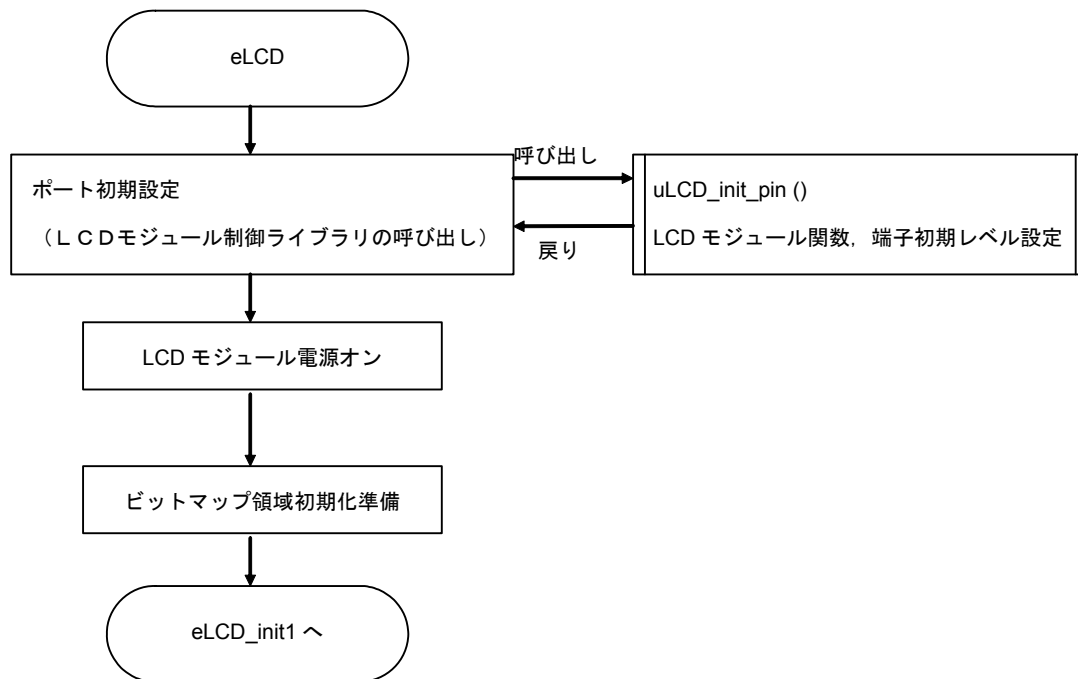 eLCD
ポート初期設定
（ＬＣＤモジュール制御ライブラリの呼び出し）
呼び出し
戻り
uLCD_init_pin ()
LCD モジュール関数，端子初期レベル設定
LCD モジュール電源オン
ビットマップ領域初期化準備
eLCD_init1 へ